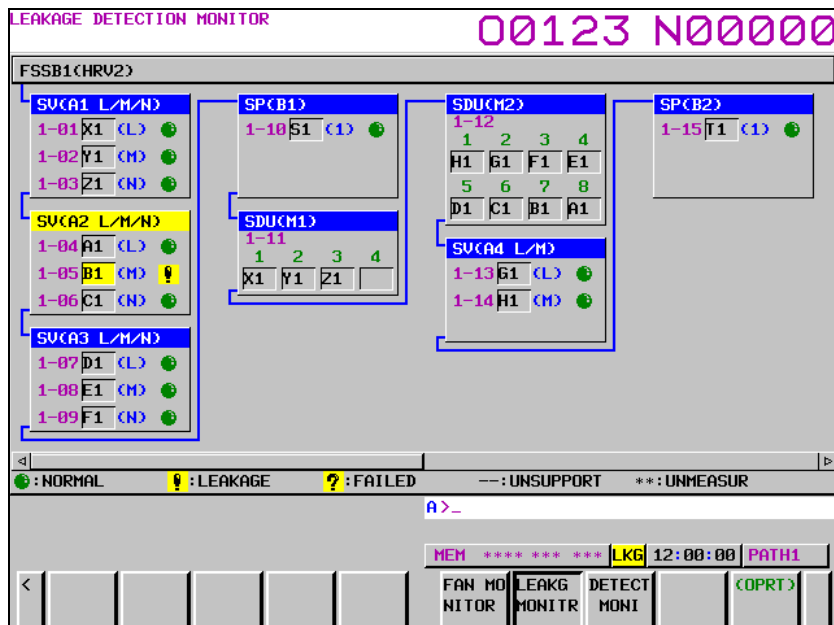 LEAKAGE DETECTION MONITOR
O0123 N00000
FSSB1(HRV2)
SV(A1 L/M/N)
1-01 X1 (L)
1-02 Y1 (M)
1-03 Z1 (N)
SV(A2 L/M/N)
1-04 A1 (L)
1-05 B1 (M) !
1-06 C1 (N)
SV(A3 L/M/N)
1-07 D1 (L)
1-08 E1 (M)
1-09 F1 (N)
SP(B1)
1-10 S1 (1)
SDU(M1)
1-11
1 2 3 4
X1 Y1 Z1
SDU(M2)
1-12
1 2 3 4
H1 G1 F1 E1
5 6 7 8
D1 C1 B1 A1
SV(A4 L/M)
1-13 G1 (L)
1-14 H1 (M)
SP(B2)
1-15 T1 (1)
:NORMAL ! :LEAKAGE ? :FAILED --:UNSUPPORT **:UNMEASUR
A>_
MEM **** *** *** LKG 12:00:00 PATH1
< FAN MO LEAKG DETECT (OPRT)
NITOR MONITR MONI